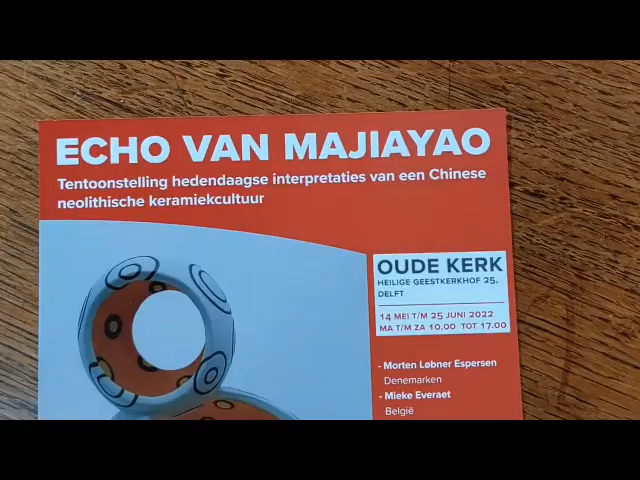 ECHO VAN MAJIAYAO
Tentoonstelling hedendaagse interpretaties van een Chinese
neolithische keramiekcultuur
OUDE KERK
HEILIGE GEESTKERKHOF 25,
DELFT
14 MEI T/M 25 JUNI 2022
MA T/M ZA 10.00 TOT 17.00
- Morten Løbner Espersen
Denemarken
- Mieke Everaet
België